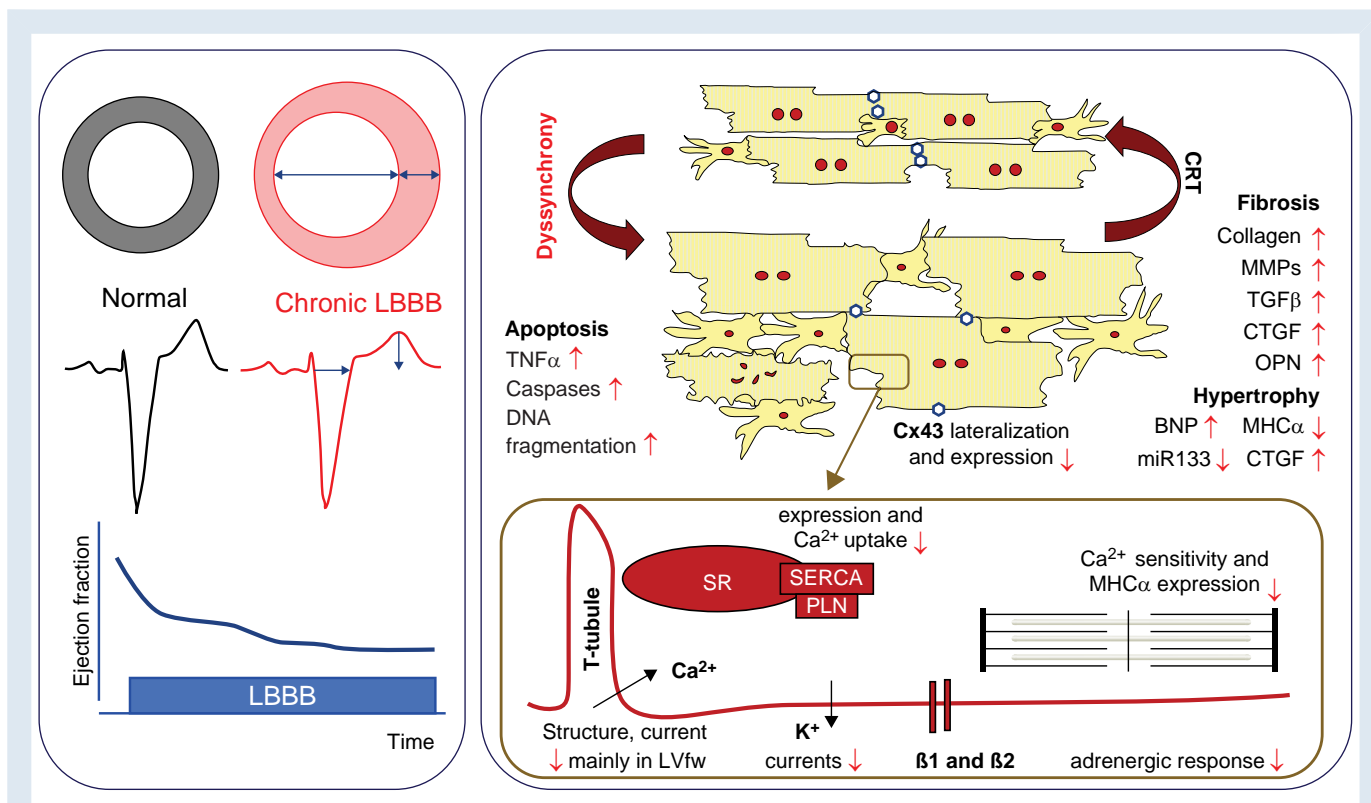 Normal
Chronic LBBB
Ejection fraction
LBBB
Time
Dyssynchrony
CRT
Fibrosis
Collagen ↑
MMPs ↑
TGFβ ↑
CTGF ↑
OPN ↑
Hypertrophy
BNP ↑ MHCα ↓
miR133 ↓ CTGF ↑
Apoptosis
TNFα ↑
Caspases ↑
DNA
fragmentation ↑
Cx43 lateralization
and expression ↓
expression and
Ca²⁺ uptake ↓
SR
SERCA
PLN
Ca²⁺ sensitivity and
MHCα expression ↓
T-tubule
Ca²⁺
Structure, current
↓ mainly in LVfw
K⁺
currents ↓
ß1 and ß2
adrenergic response ↓